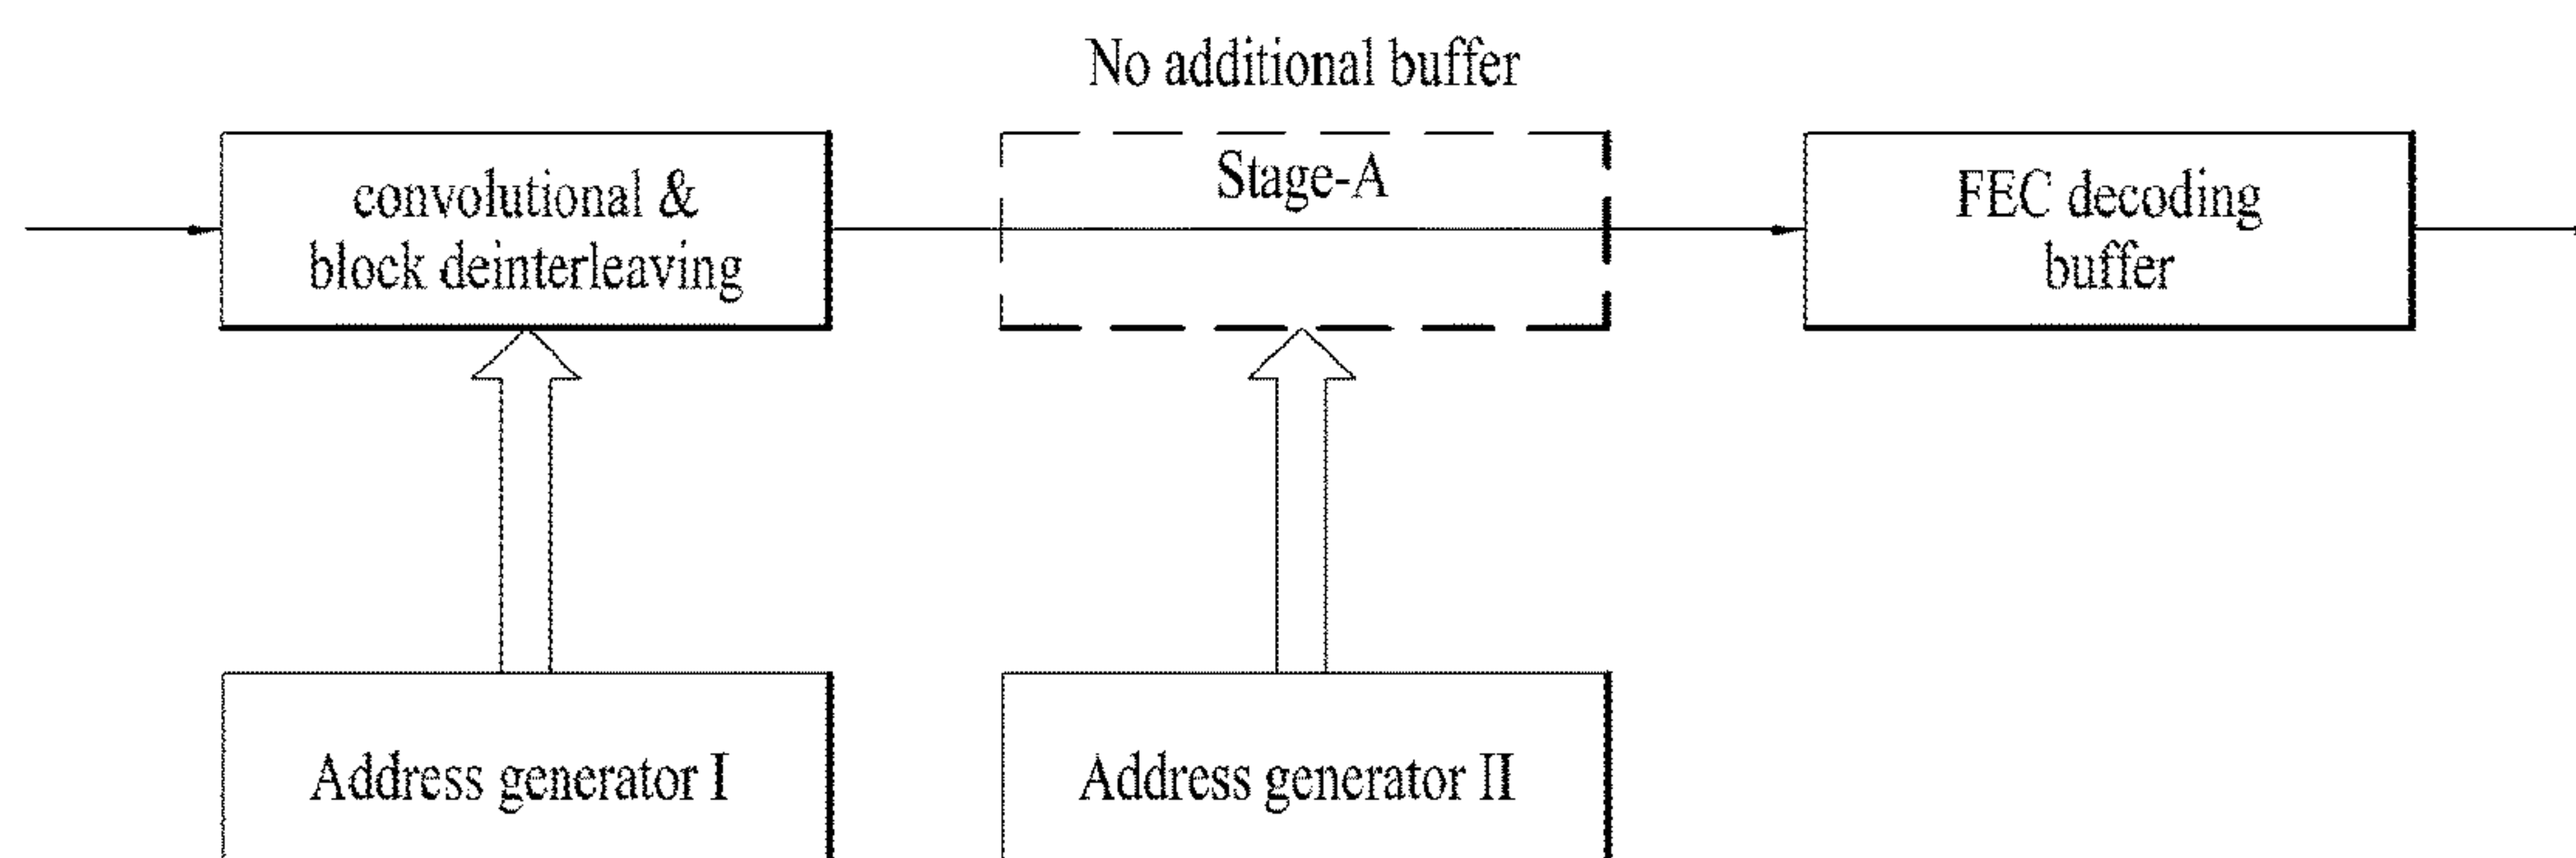 No additional buffer
convolutional &
block deinterleaving
Stage-A
FEC decoding
buffer
Address generator I
Address generator II